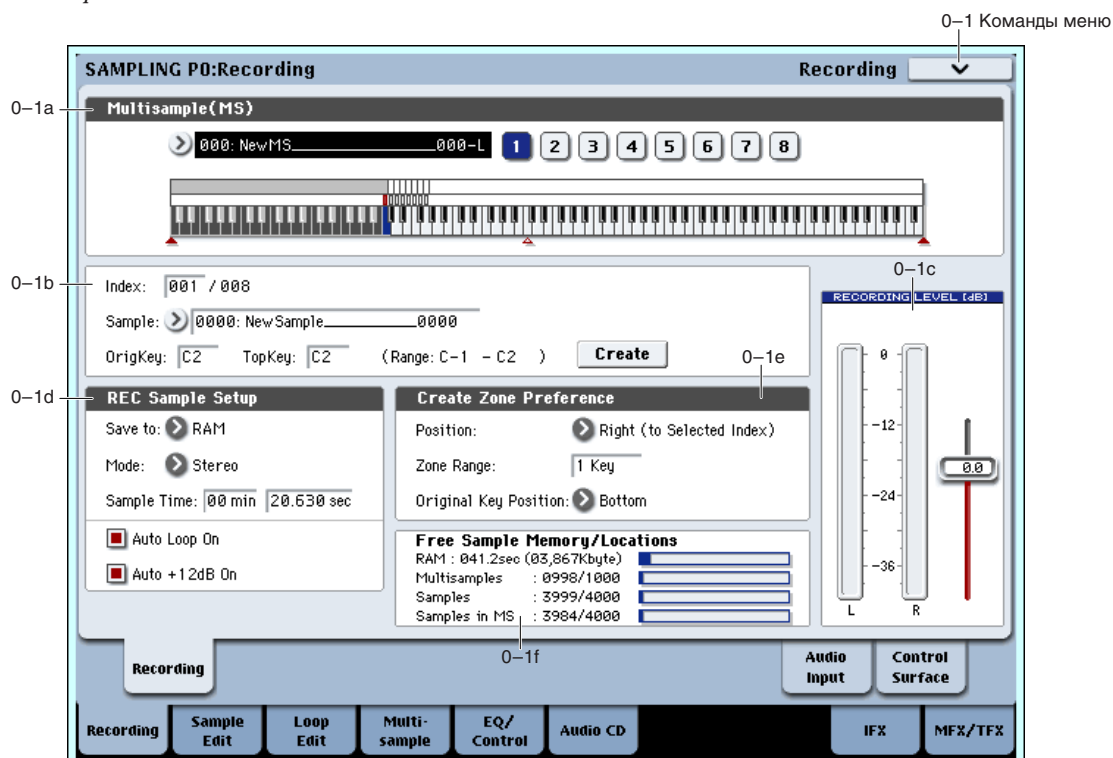 0–1 Команды меню
SAMPLING P0:Recording
Recording
0–1a
Multisample(MS)
000: NewMS_______________000-L
1 2 3 4 5 6 7 8
0–1b
Index: 001 /008
0–1c
RECORDING LEVEL [dB]
Sample: 0000: NewSample_________0000
OrigKey: C2 TopKey: C2 (Range: C-1 - C2 ) Create
0–1e
0–1d
REC Sample Setup
Save to: RAM
Mode: Stereo
Sample Time: 00 min 20.630 sec
Auto Loop On
Auto +12dB On
Create Zone Preference
Position: Right (to Selected Index)
Zone Range: 1 Key
Original Key Position: Bottom
Free Sample Memory/Locations
RAM : 041.2sec (03,867Kbyte)
Multisamples : 0998/1000
Samples : 3999/4000
Samples in MS : 3984/4000
0–1f
0
-12
-24
-36
0.0
L R
Recording
Audio Input
Control Surface
Recording
Sample Edit
Loop Edit
Multi-sample
EQ/ Control
Audio CD
IFX
MFX/TFX